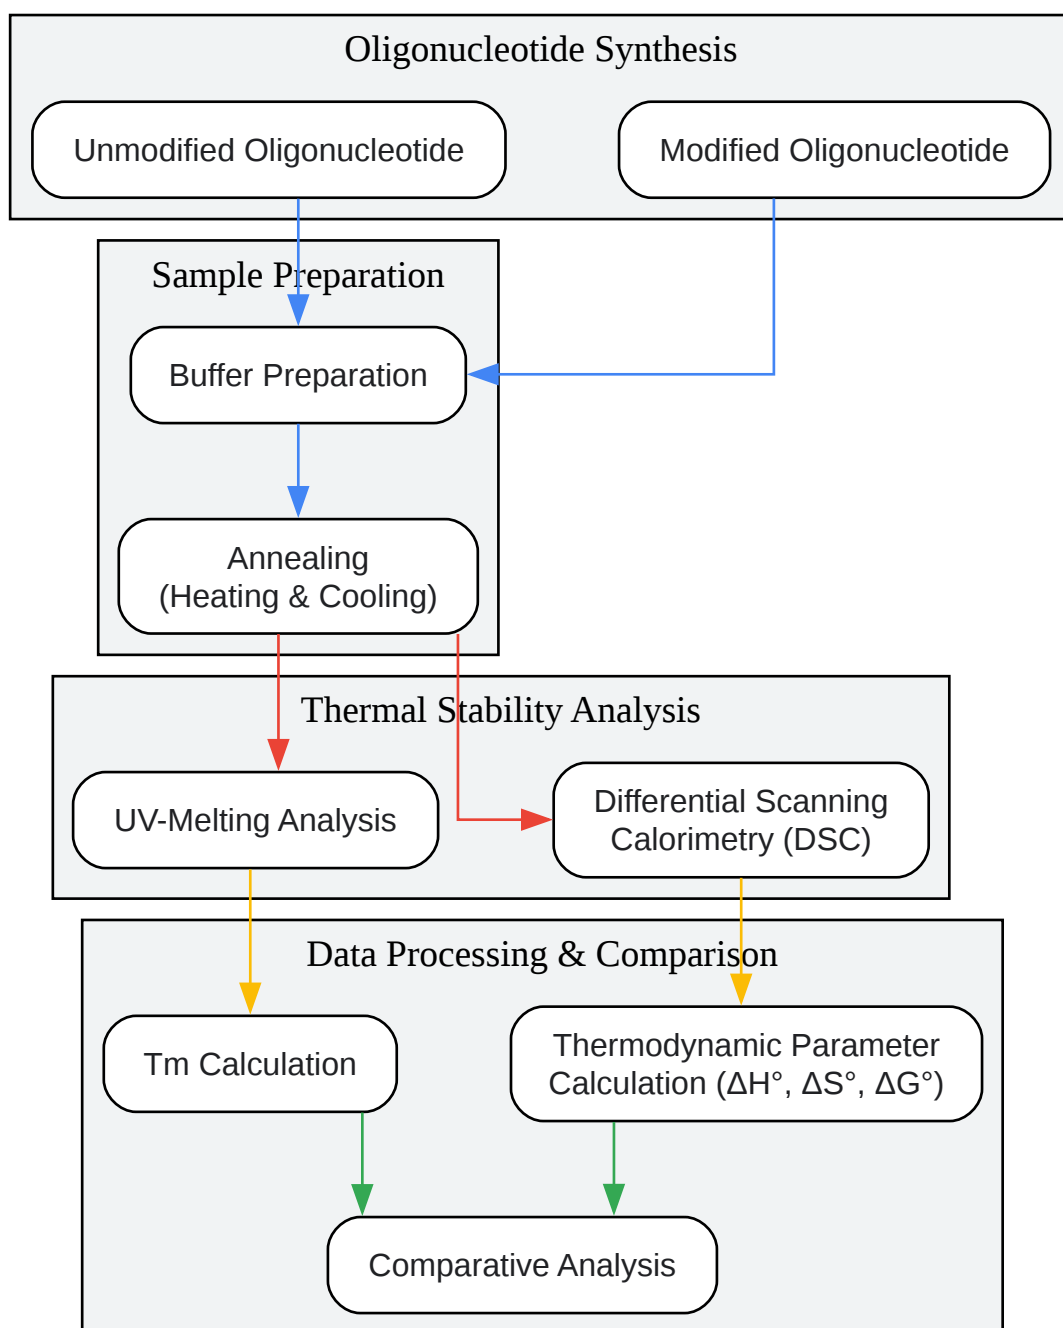 Oligonucleotide Synthesis
Unmodified Oligonucleotide
Modified Oligonucleotide
Sample Preparation
Buffer Preparation
Annealing
(Heating & Cooling)
Thermal Stability Analysis
UV-Melting Analysis
Differential Scanning
Calorimetry (DSC)
Data Processing & Comparison
Tm Calculation
Thermodynamic Parameter
Calculation (ΔH°, ΔS°, ΔG°)
Comparative Analysis